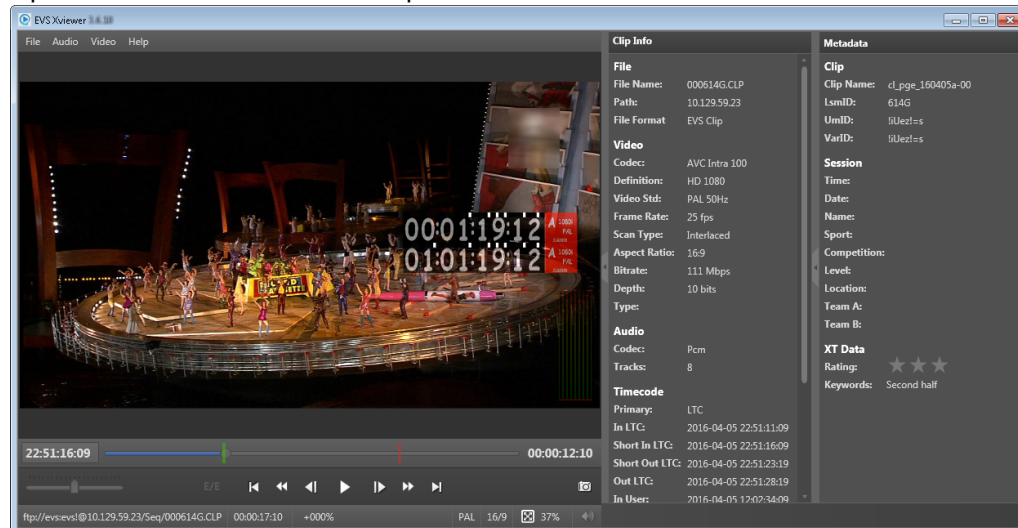 EVS Xviewer
File Audio Video Help
00:01:19:12
A 1080i
PAL
01:01:19:12
A 1080i
PAL
22:51:16:09
00:00:12:10
E/E
ftp://evs:evs!@10.129.59.23/Seq/000614G.CLP 00:00:17:10 +000% PAL 16/9 37%
Clip Info
File
File Name: 000614G.CLP
Path: 10.129.59.23
File Format EVS Clip
Video
Codec: AVC Intra 100
Definition: HD 1080
Video Std: PAL 50Hz
Frame Rate: 25 fps
Scan Type: Interlaced
Aspect Ratio: 16:9
Bitrate: 111 Mbps
Depth: 10 bits
Type:
Audio
Codec: Pcm
Tracks: 8
Timecode
Primary: LTC
In LTC: 2016-04-05 22:51:11:09
Short In LTC: 2016-04-05 22:51:16:09
Short Out LTC: 2016-04-05 22:51:23:19
Out LTC: 2016-04-05 22:51:28:19
In User: 2016-04-05 12:02:34:09
Metadata
Clip
Clip Name: cl_pge_160405a-00
LsmID: 614G
UmID: !iUez!=s
VarID: !iUez!=s
Session
Time:
Date:
Name:
Sport:
Competition:
Level:
Location:
Team A:
Team B:
XT Data
Rating:
Keywords: Second half